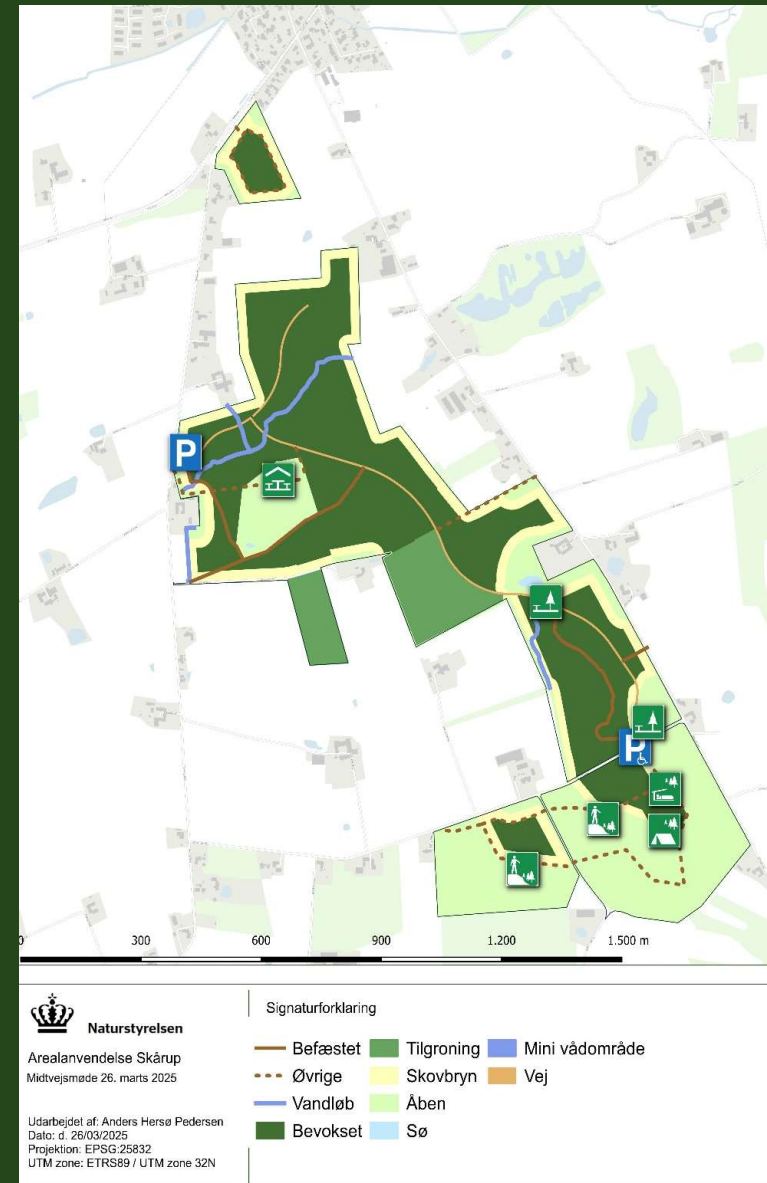 P
P
0 300 600 900 1.200 1.500 m
Naturstyrelsen
Arealanvendelse Skårup
Midtvejsmøde 26. marts 2025
Udarbejdet af: Anders Hersø Pedersen
Dato: d. 26/03/2025
Projektion: EPSG:25832
UTM zone: ETRS89 / UTM zone 32N
Signaturforklaring
Befæstet
Øvrige
Vandløb
Bevokset
Tilgroning
Skovbryn
Åben
Sø
Mini vådområde
Vej